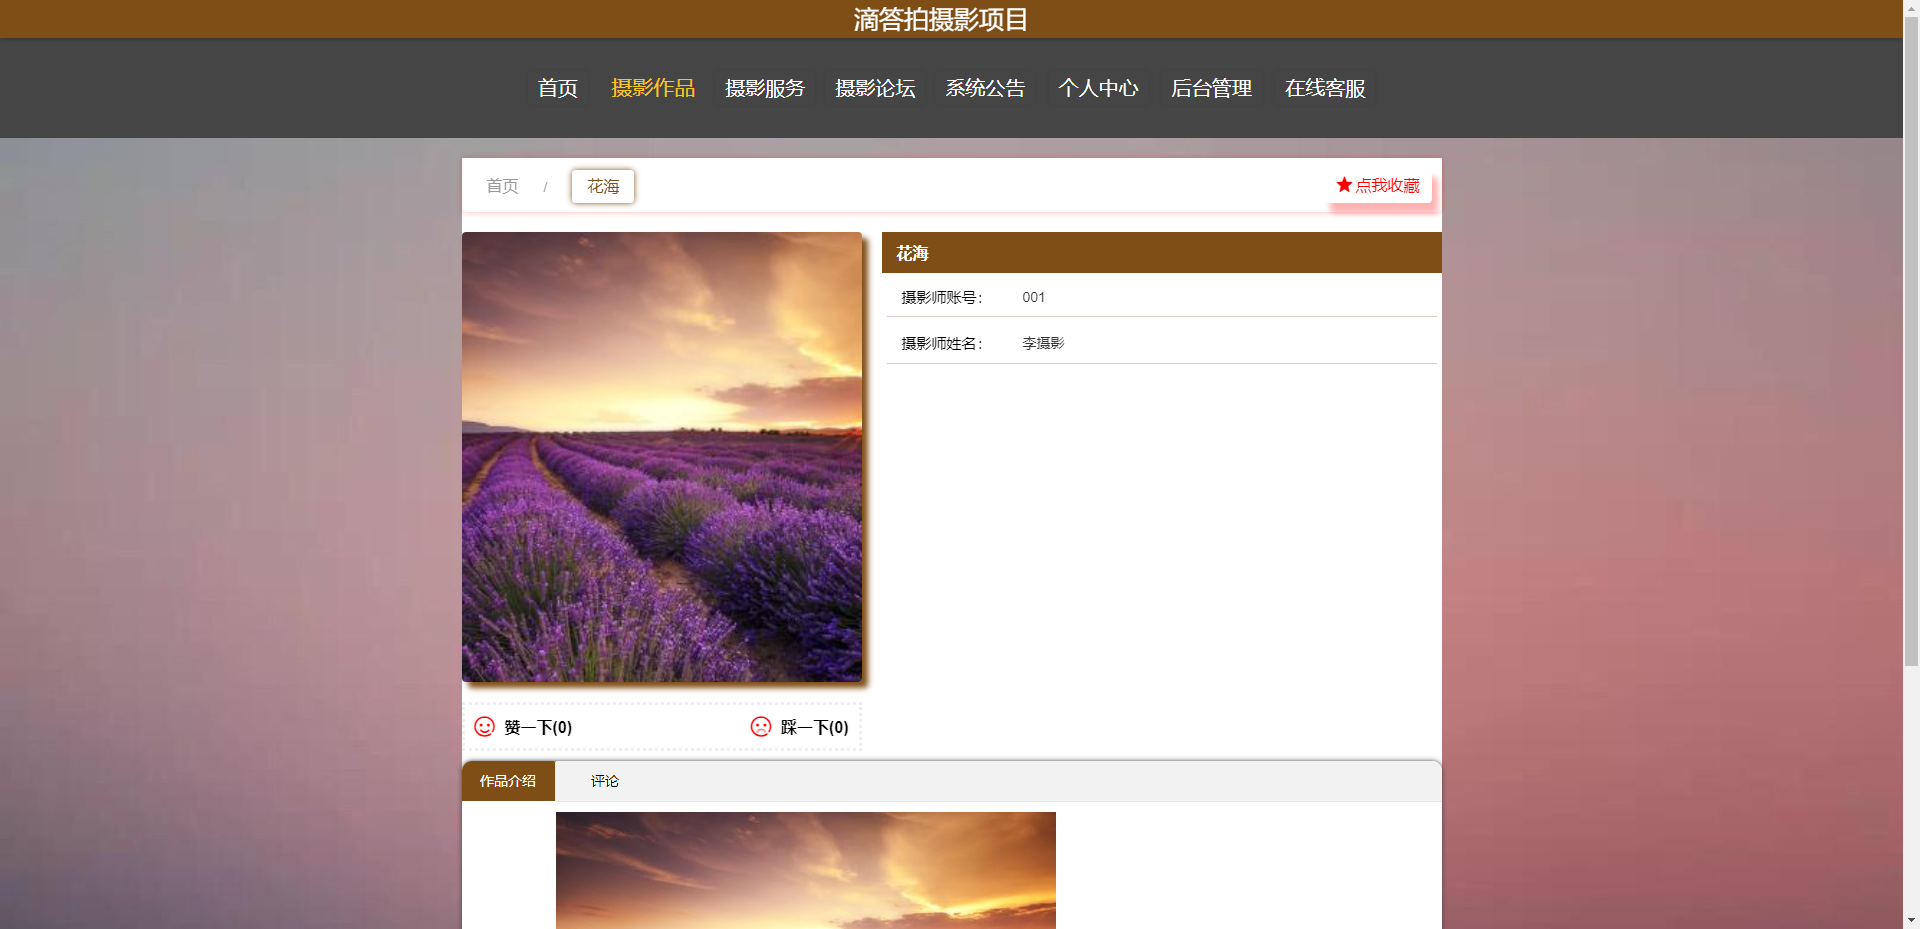 滴答拍摄影项目
首页 摄影作品 摄影服务 摄影论坛 系统公告 个人中心 后台管理 在线客服
首页 / 花海 点我收藏
花海
摄影师账号： 001
摄影师姓名： 李摄影
赞一下(0) 踩一下(0)
作品介绍 评论